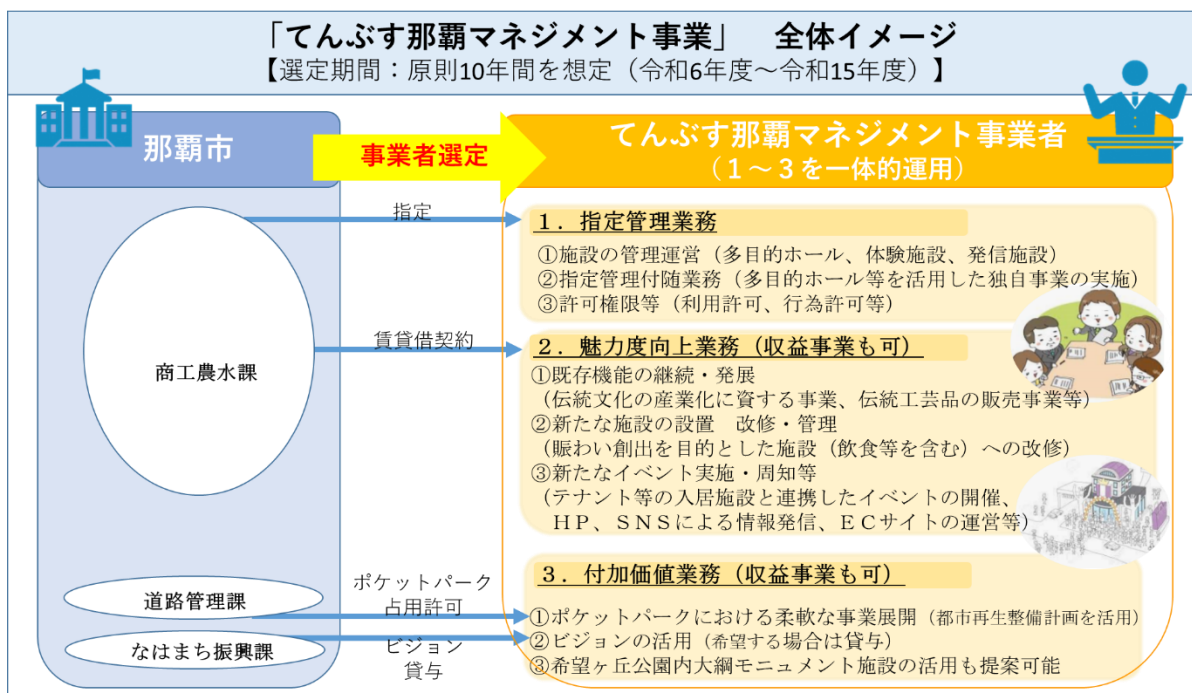 「てんぶす那覇マネジメント事業」　全体イメージ
【選定期間：原則10年間を想定（令和6年度～令和15年度）】
那覇市
事業者選定
てんぶす那覇マネジメント事業者
（１～３を一体的運用）
商工農水課
道路管理課
なはまち振興課
指定
賃貸借契約
ポケットパーク
占用許可
ビジョン
貸与
１．指定管理業務
①施設の管理運営（多目的ホール、体験施設、発信施設）
②指定管理付随業務（多目的ホール等を活用した独自事業の実施）
③許可権限等（利用許可、行為許可等）
２．魅力度向上業務（収益事業も可）
①既存機能の継続・発展
（伝統文化の産業化に資する事業、伝統工芸品の販売事業等）
②新たな施設の設置　改修・管理
（賑わい創出を目的とした施設（飲食等を含む）への改修）
③新たなイベント実施・周知等
（テナント等の入居施設と連携したイベントの開催、
ＨＰ、ＳＮＳによる情報発信、ＥＣサイトの運営等）
３．付加価値業務（収益事業も可）
①ポケットパークにおける柔軟な事業展開（都市再生整備計画を活用）
②ビジョンの活用（希望する場合は貸与）
③希望ヶ丘公園内大綱モニュメント施設の活用も提案可能